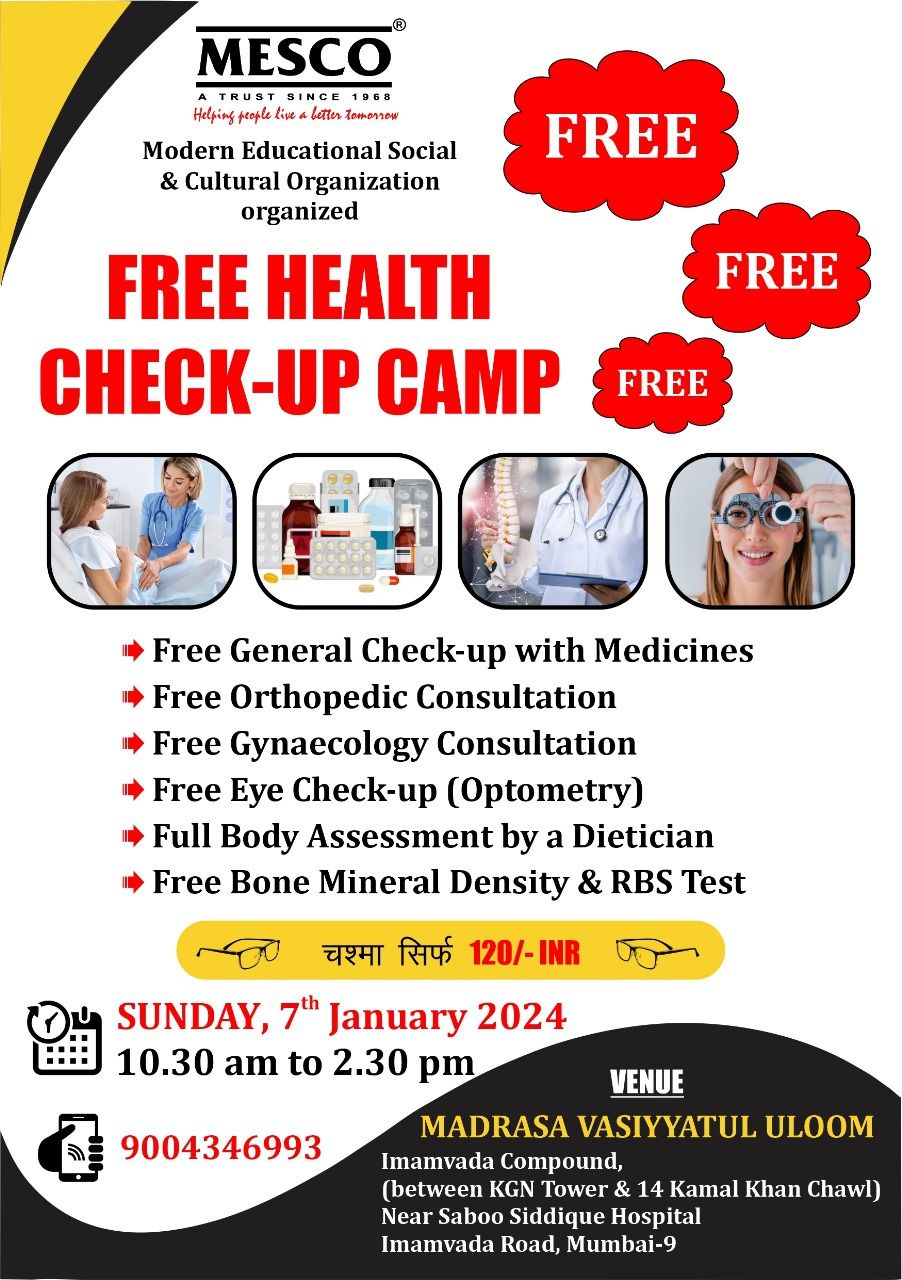 MESCO®
A TRUST SINCE 1968
Helping people live a better tomorrow
Modern Educational Social
& Cultural Organization
organized
FREE HEALTH
CHECK-UP CAMP
FREE
FREE
FREE
Free General Check-up with Medicines
Free Orthopedic Consultation
Free Gynaecology Consultation
Free Eye Check-up (Optometry)
Full Body Assessment by a Dietician
Free Bone Mineral Density & RBS Test
चश्मा सिर्फ 120/- INR
SUNDAY, 7th January 2024
10.30 am to 2.30 pm
9004346993
VENUE
MADRASA VASIYYATUL ULOOM
Imamvada Compound,
(between KGN Tower & 14 Kamal Khan Chawl)
Near Saboo Siddique Hospital
Imamvada Road, Mumbai-9